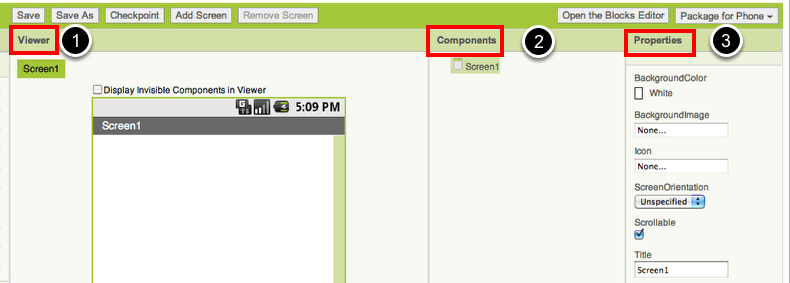 Save Save As Checkpoint Add Screen Remove Screen Open the Blocks Editor Package for Phone
Viewer 1 Components 2 Properties 3
Screen1
Screen1
Display Invisible Components in Viewer
5:09 PM
Screen1
BackgroundColor
White
BackgroundImage
None...
Icon
None...
ScreenOrientation
Unspecified
Scrollable
Title
Screen1